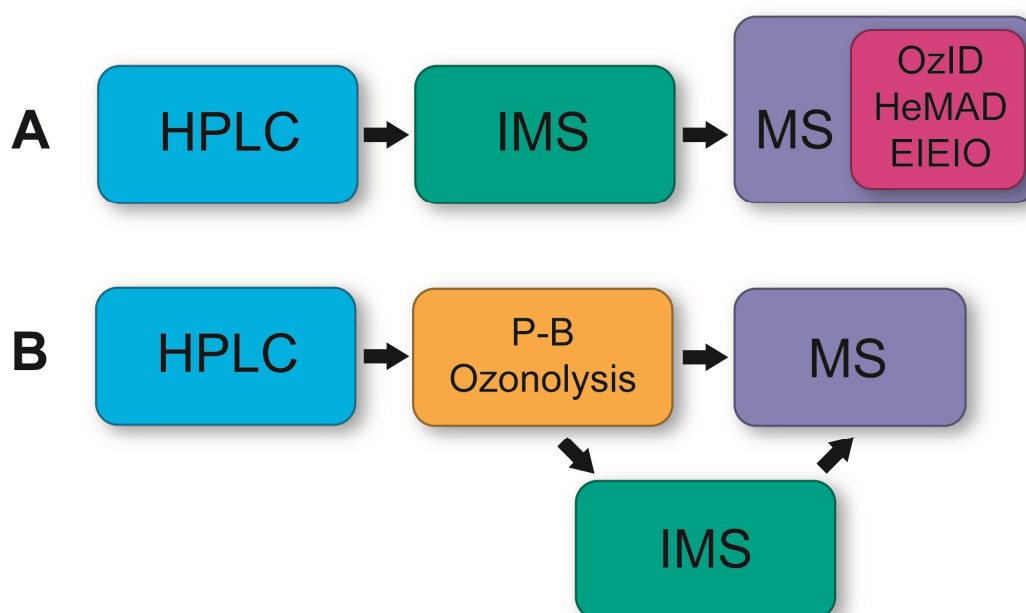 A
HPLC
IMS
MS
OzID
HeMAD
EIEIO
B
HPLC
P-B
Ozonolysis
MS
IMS